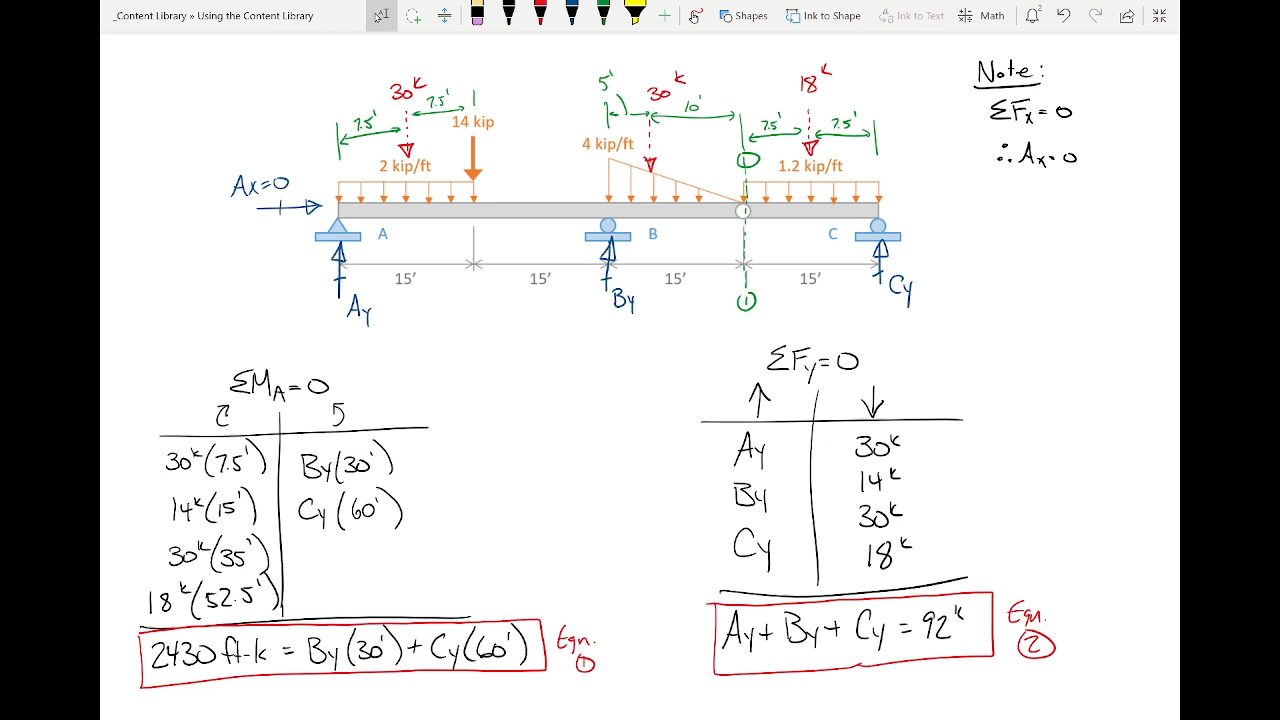 _Content Library » Using the Content Library
Shapes Ink to Shape Ink to Text Math 2
Note:
ΣFx = 0
∴ Ax = 0
30k 5' 30k 18k
7.5' 7.5' 10' 7.5' 7.5'
14 kip
2 kip/ft 4 kip/ft 1 1.2 kip/ft
Ax=0
A B C
15' 15' 15' 15'
Ay By 1 Cy
ΣMA = 0
30k(7.5') By(30')
14k(15') Cy(60')
30k(35')
18k(52.5')
2430 ft-k = By(30') + Cy(60') Eqn. 1
ΣFy = 0
↑ ↓
Ay 30k
By 14k
Cy 30k
18k
Ay + By + Cy = 92k Eqn. 2